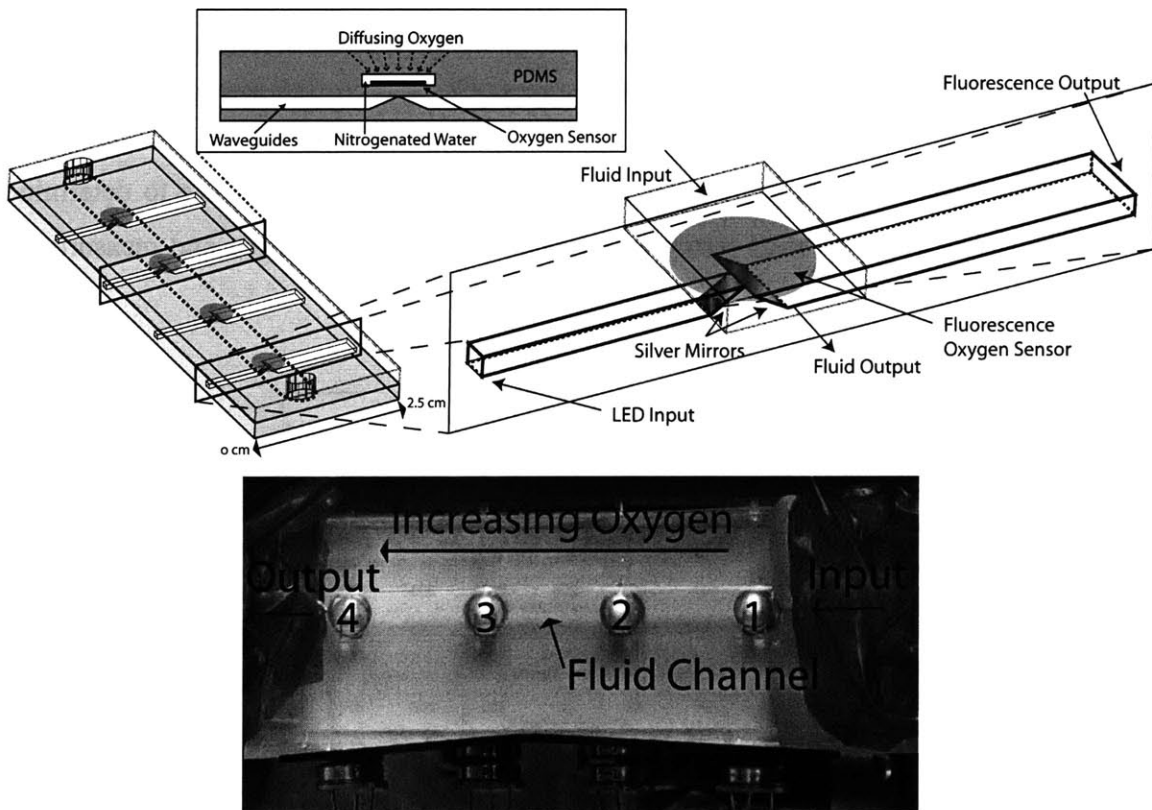 Diffusing Oxygen
PDMS
Waveguides
Nitrogenated Water
Oxygen Sensor
Fluorescence Output
Fluid Input
Silver Mirrors
Fluorescence
Oxygen Sensor
Fluid Output
LED Input
2.5 cm
0 cm
Increasing Oxygen
Output
Input
4
3
2
1
Fluid Channel